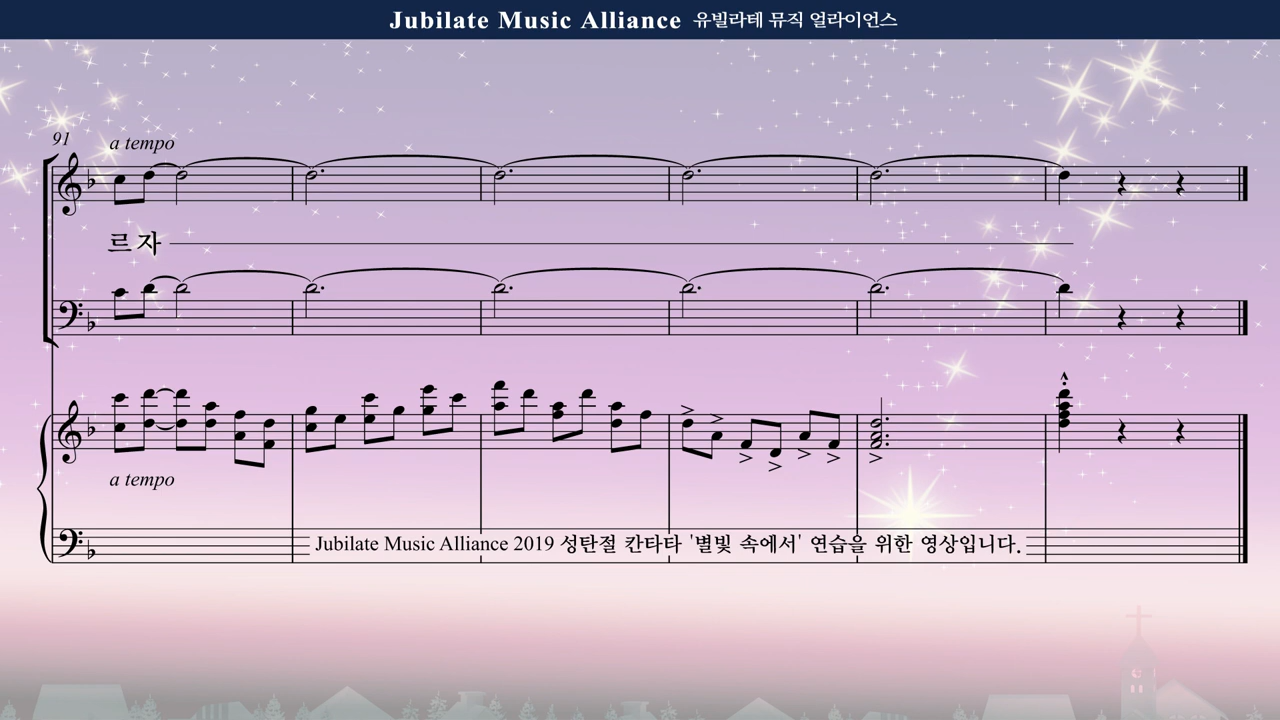 Jubilate Music Alliance 유빌라테 뮤직 얼라이언스
91
a tempo
르 자
a tempo
Jubilate Music Alliance 2019 성탄절 칸타타 '별빛 속에서' 연습을 위한 영상입니다.